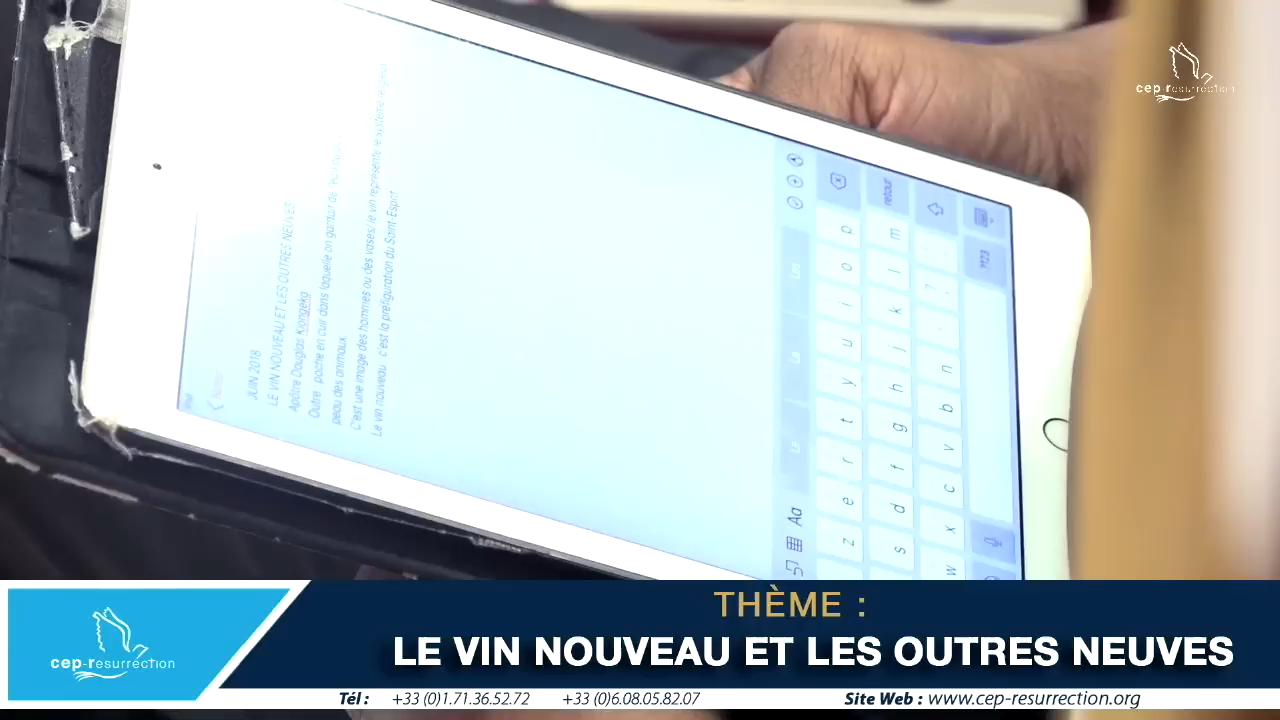 cep-resurrection
JUIN 2018
LE VIN NOUVEAU ET LES OUTRES NEUVES
Apôtre Douglas Kiongeka
Outre poche en cuir dans laquelle on gardait de
peau des animaux
C'est une image des hommes ou des vases/ le vin représente le système
Le vin nouveau c'est la préfiguration du Saint-Esprit
Aa
z e r t y u i o p
s d f g h j k l m
retour
w x c v b n
?
.?123
THÈME :
LE VIN NOUVEAU ET LES OUTRES NEUVES
cep-resurrection
Tél : +33 (0)1.71.36.52.72 +33 (0)6.08.05.82.07 Site Web : www.cep-resurrection.org